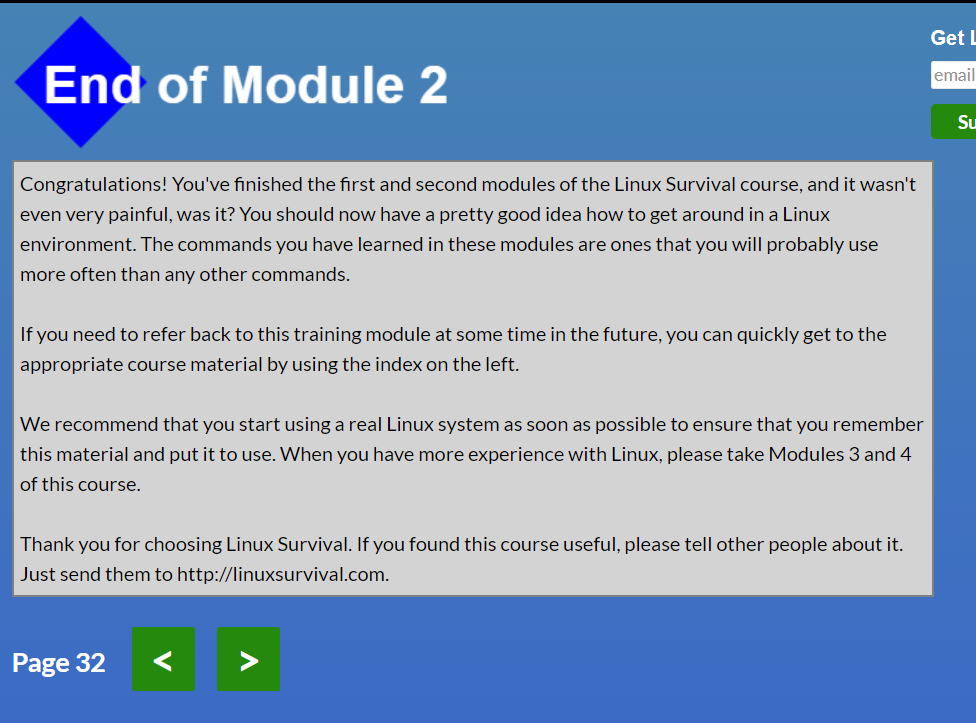 Get L
End of Module 2
email
Su
Congratulations! You've finished the first and second modules of the Linux Survival course, and it wasn't
even very painful, was it? You should now have a pretty good idea how to get around in a Linux
environment. The commands you have learned in these modules are ones that you will probably use
more often than any other commands.
If you need to refer back to this training module at some time in the future, you can quickly get to the
appropriate course material by using the index on the left.
We recommend that you start using a real Linux system as soon as possible to ensure that you remember
this material and put it to use. When you have more experience with Linux, please take Modules 3 and 4
of this course.
Thank you for choosing Linux Survival. If you found this course useful, please tell other people about it.
Just send them to http://linuxsurvival.com.
Page 32 < >